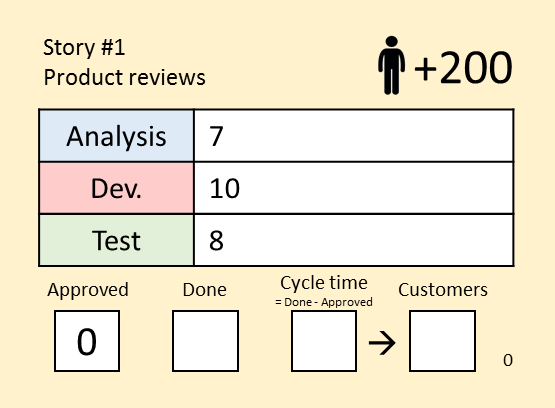 Story #1
Product reviews
+200
Analysis 7
Dev. 10
Test 8
Approved Done Cycle time Customers
= Done - Approved
0 →
0